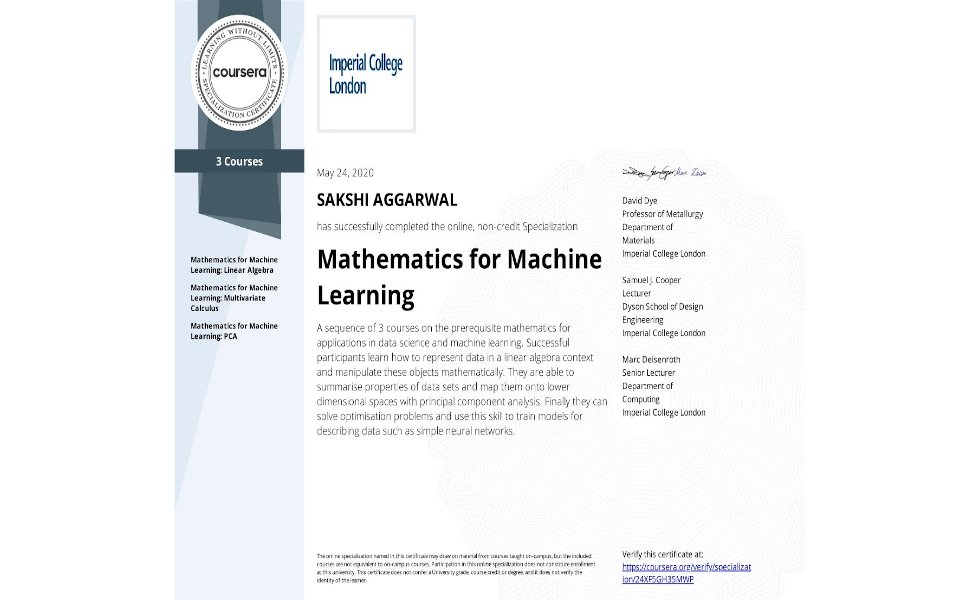 LEARNING WITHOUT LIMITS
coursera
SPECIALIZATION CERTIFICATE
3 Courses
Mathematics for Machine
Learning: Linear Algebra
Mathematics for Machine
Learning: Multivariate
Calculus
Mathematics for Machine
Learning: PCA
Imperial College
London
May 24, 2020
SAKSHI AGGARWAL
has successfully completed the online, non-credit Specialization
Mathematics for Machine
Learning
A sequence of 3 courses on the prerequisite mathematics for
applications in data science and machine learning. Successful
participants learn how to represent data in a linear algebra context
and manipulate these objects mathematically. They are able to
summarise properties of data sets and map them onto lower
dimensional spaces with principal component analysis. Finally they can
solve optimisation problems and use this skill to train models for
describing data such as simple neural networks.
David Dye
Professor of Metallurgy
Department of
Materials
Imperial College London
Samuel J. Cooper
Lecturer
Dyson School of Design
Engineering
Imperial College London
Marc Deisenroth
Senior Lecturer
Department of
Computing
Imperial College London
The online specialization named in this certificate may draw on material from courses taught on-campus, but the included
courses are not equivalent to on-campus courses. Participation in this online specialization does not constitute enrollment
at this university. This certificate does not confer a University grade, course credit or degree, and it does not verify the
identity of the learner.
Verify this certificate at:
https://coursera.org/verify/specializat
ion/24XF5GH35MWP